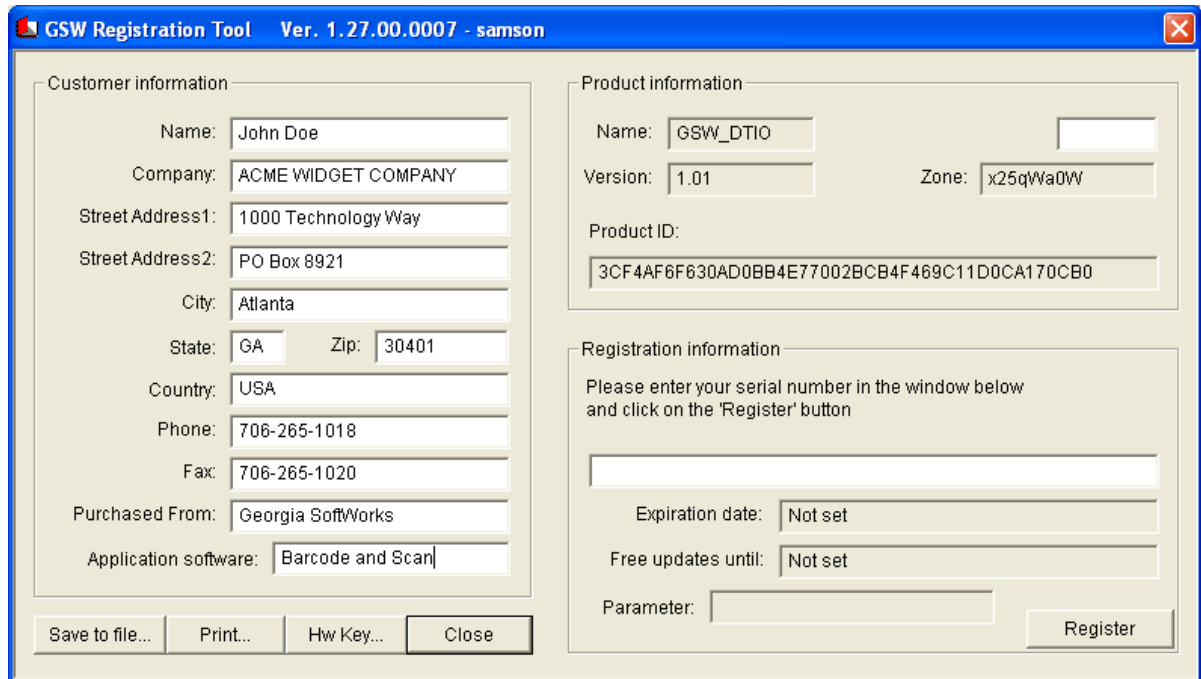 GSW Registration Tool Ver. 1.27.00.0007 - samson
Customer information
Name: John Doe
Company: ACME WIDGET COMPANY
Street Address1: 1000 Technology Way
Street Address2: PO Box 8921
City: Atlanta
State: GA Zip: 30401
Country: USA
Phone: 706-265-1018
Fax: 706-265-1020
Purchased From: Georgia SoftWorks
Application software: Barcode and Scan
Save to file... Print... Hw Key... Close
Product information
Name: GSW_DTIO
Version: 1.01 Zone: x25qWa0W
Product ID:
3CF4AF6F630AD0BB4E77002BCB4F469C11D0CA170CB0
Registration information
Please enter your serial number in the window below
and click on the 'Register' button
Expiration date: Not set
Free updates until: Not set
Parameter:
Register